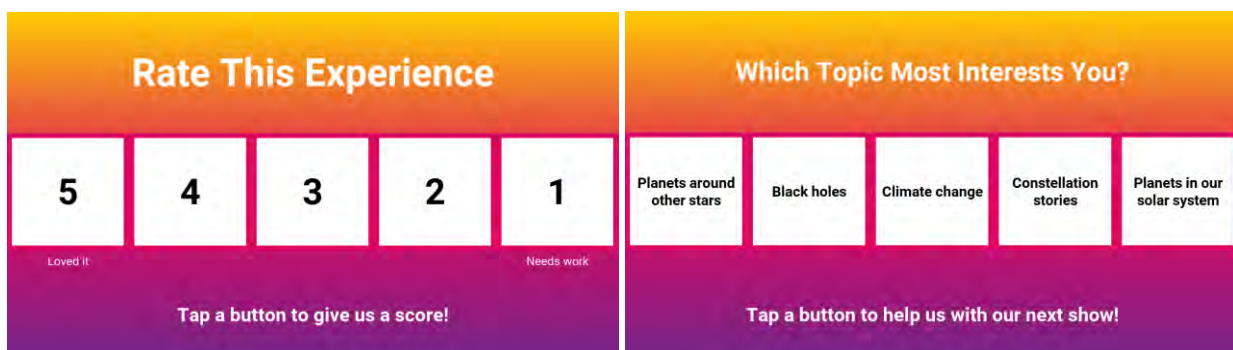 Rate This Experience
5
4
3
2
1
Loved it
Needs work
Tap a button to give us a score!
Which Topic Most Interests You?
Planets around
other stars
Black holes
Climate change
Constellation
stories
Planets in our
solar system
Tap a button to help us with our next show!